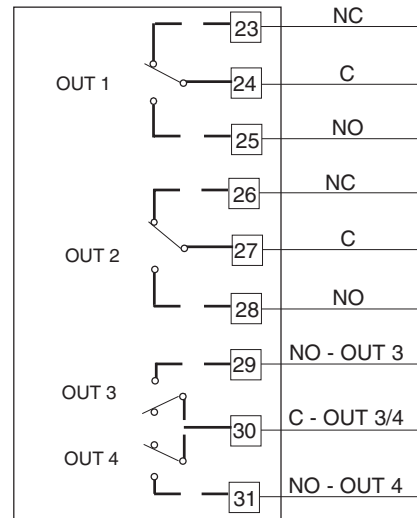 23 NC
OUT 1 24 C
25 NO
26 NC
OUT 2 27 C
28 NO
29 NO - OUT 3
OUT 3
30 C - OUT 3/4
OUT 4
31 NO - OUT 4